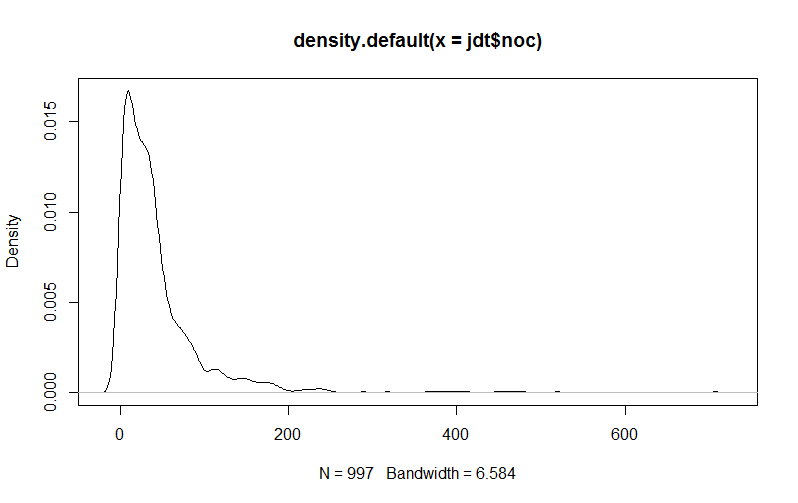 density.default(x = jdt$noc)
Density
0.000
0.005
0.010
0.015
0 200 400 600
N = 997 Bandwidth = 6.584